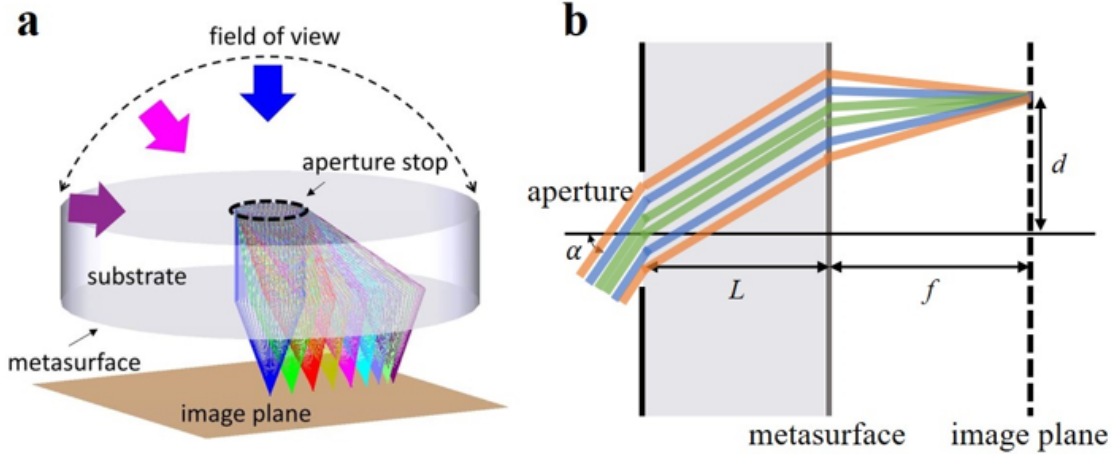 a
field of view
aperture stop
substrate
metasurface
image plane
b
aperture
α
d
L
f
metasurface
image plane